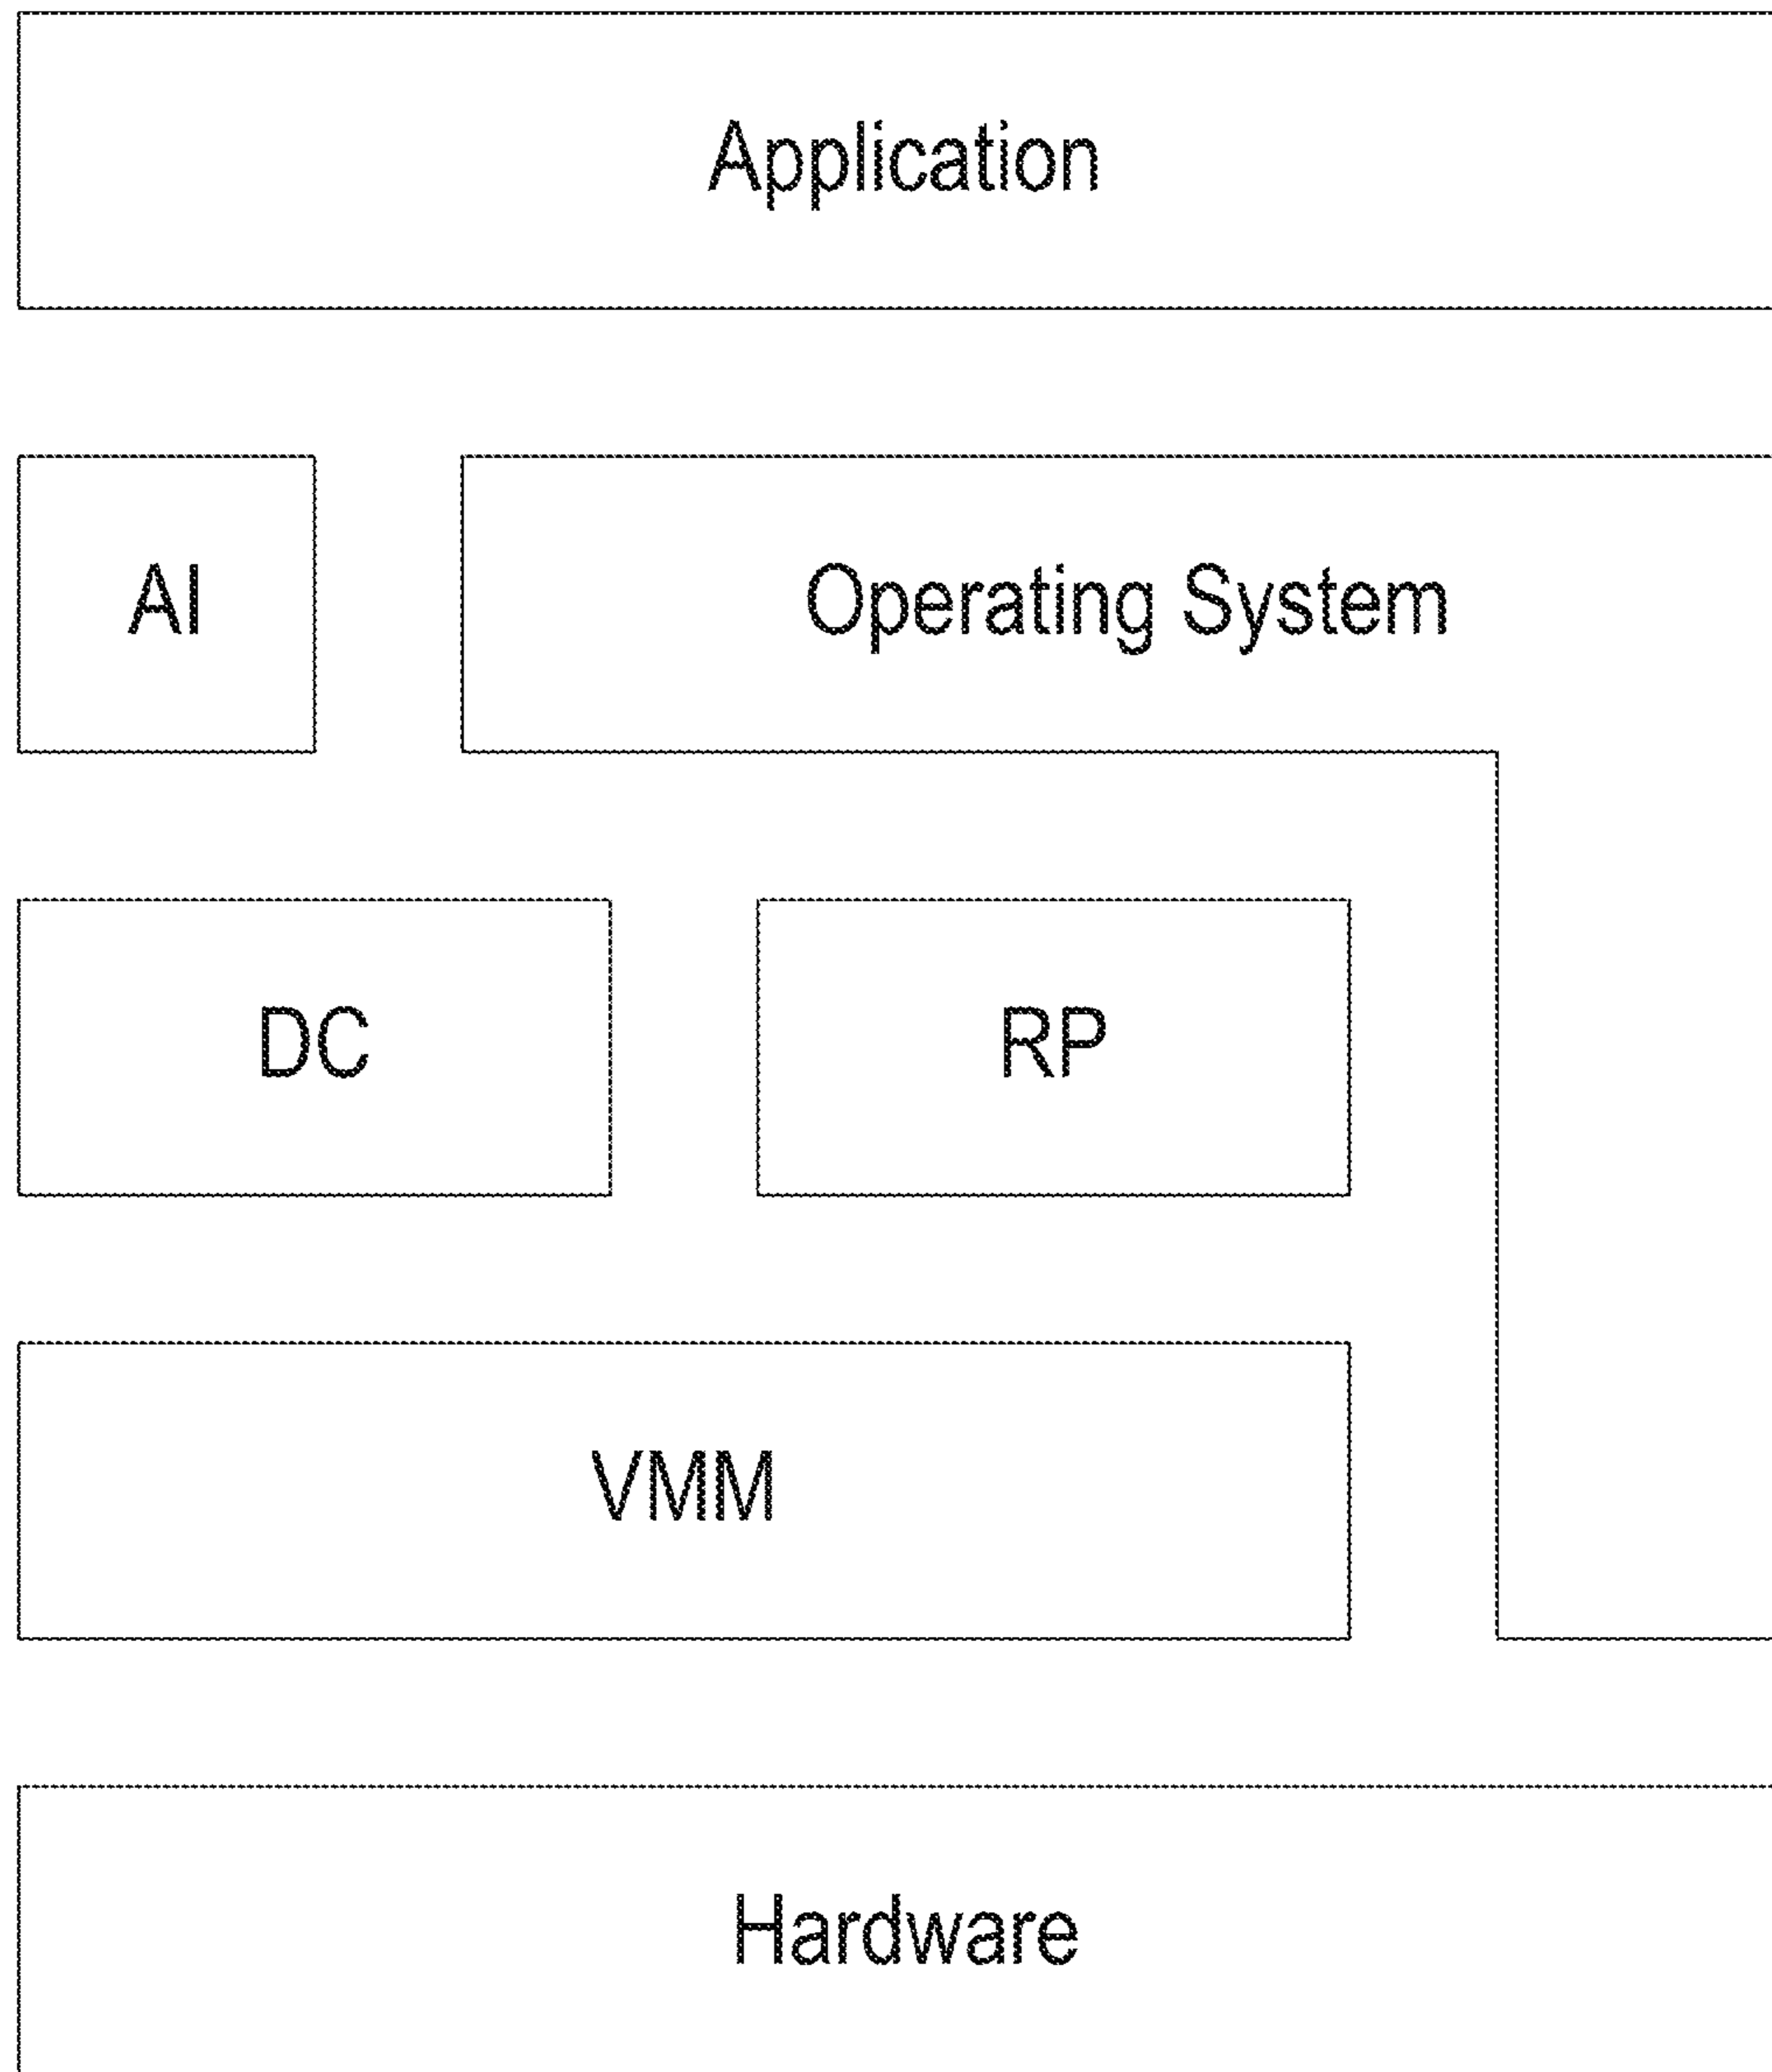 Application
AI
Operating System
DC
RP
VMM
Hardware